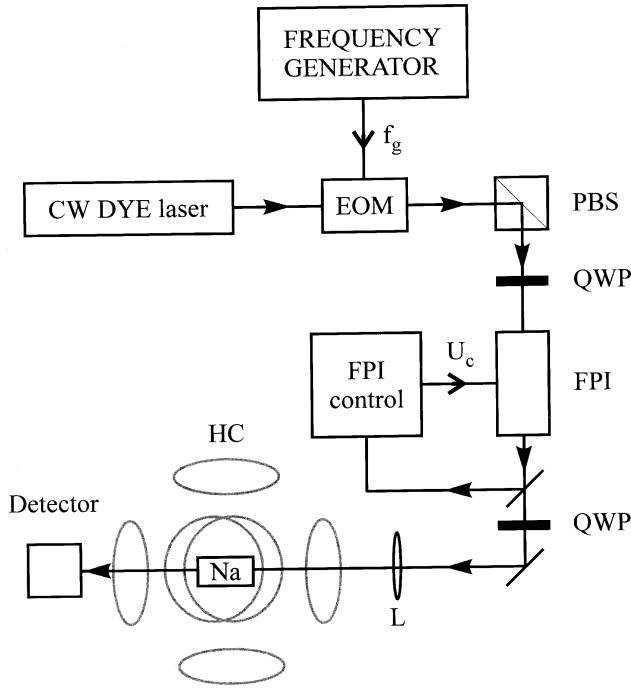 FREQUENCY
GENERATOR
f_g
CW DYE laser
EOM
PBS
QWP
FPI
control
U_c
FPI
HC
Detector
QWP
Na
L